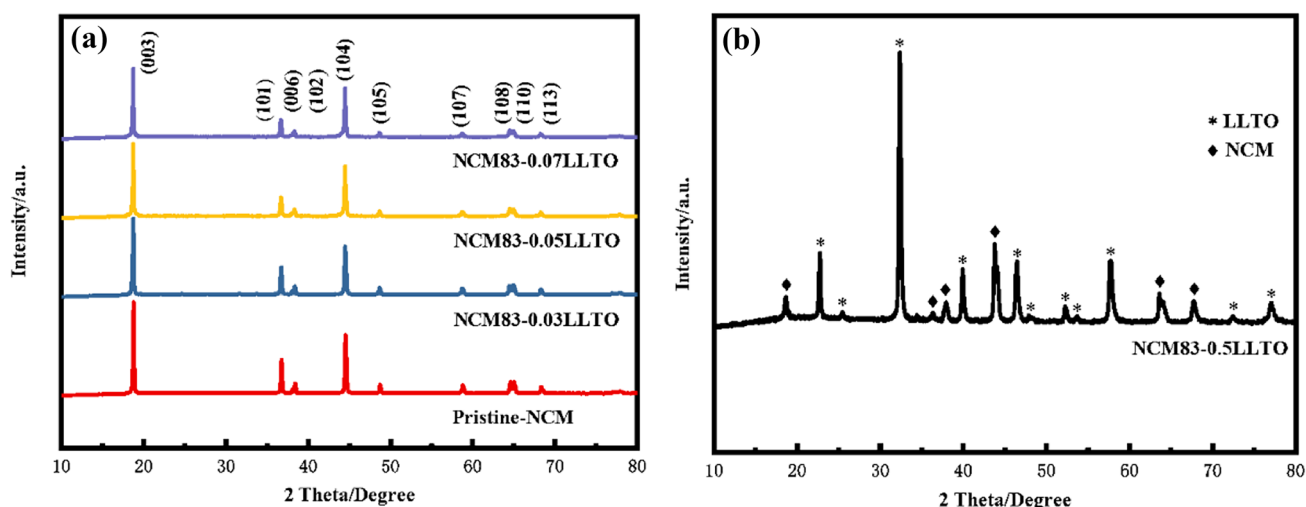 (a)
(003)
(101)
(006)
(102)
(104)
(105)
(107)
(108)
(110)
(113)
NCM83-0.07LLTO
NCM83-0.05LLTO
NCM83-0.03LLTO
Pristine-NCM
Intensity/a.u.
10 20 30 40 50 60 70 80
2 Theta/Degree
(b)
* LLTO
♦ NCM
NCM83-0.5LLTO
Intensity/a.u.
10 20 30 40 50 60 70 80
2 Theta/Degree